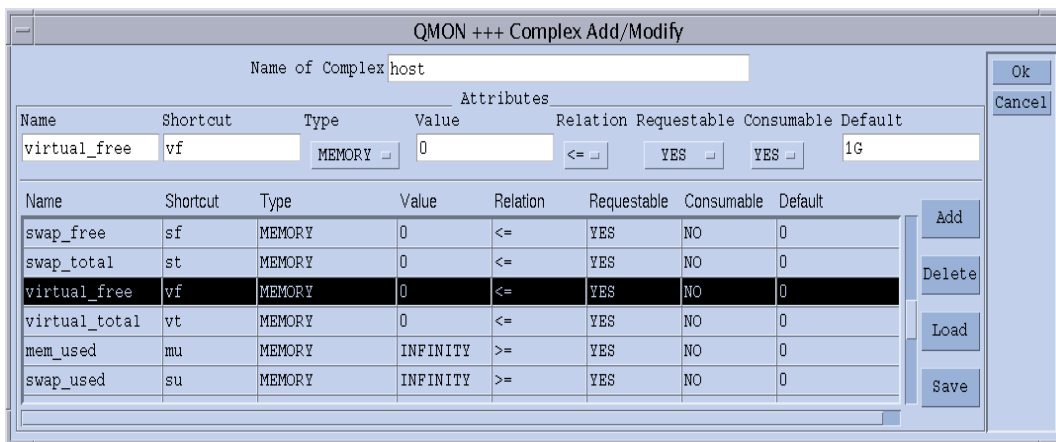 QMON +++ Complex Add/Modify
Name of Complex host
Ok
Cancel
Attributes
Name Shortcut Type Value Relation Requestable Consumable Default
virtual_free vf MEMORY 0 <= YES YES 1G
Name Shortcut Type Value Relation Requestable Consumable Default
swap_free sf MEMORY 0 <= YES NO 0
swap_total st MEMORY 0 <= YES NO 0
virtual_free vf MEMORY 0 <= YES NO 0
virtual_total vt MEMORY 0 <= YES NO 0
mem_used mu MEMORY INFINITY >= YES NO 0
swap_used su MEMORY INFINITY >= YES NO 0
Add
Delete
Load
Save